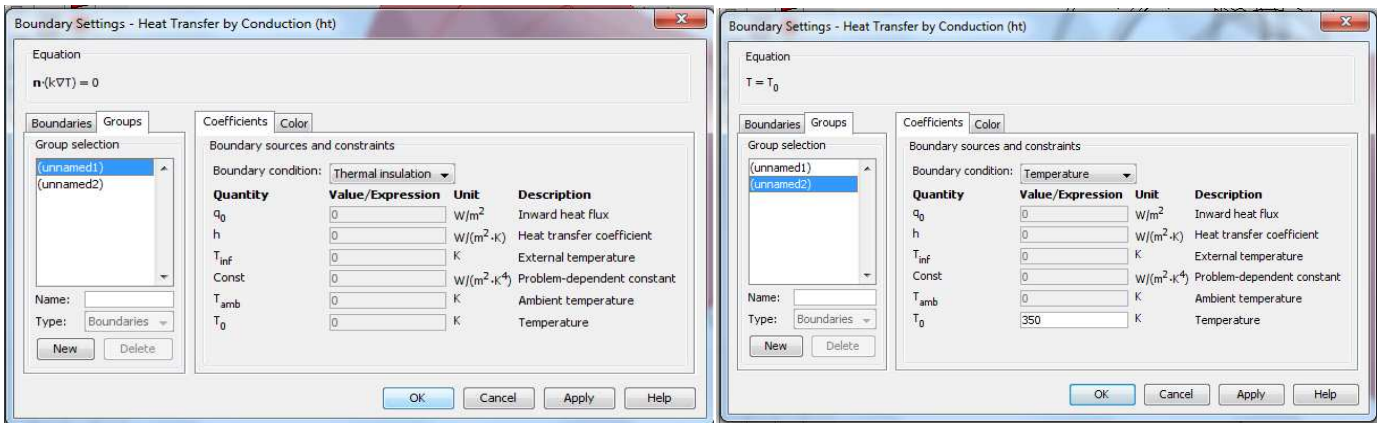 Boundary Settings - Heat Transfer by Conduction (ht)
Equation
n·(k∇T) = 0
Boundaries Groups
Group selection
(unnamed1)
(unnamed2)
Name:
Type: Boundaries
New Delete
Coefficients Color
Boundary sources and constraints
Boundary condition: Thermal insulation
Quantity Value/Expression Unit Description
q0 0 W/m2 Inward heat flux
h 0 W/(m2·K) Heat transfer coefficient
Tinf 0 K External temperature
Const 0 W/(m2·K4) Problem-dependent constant
Tamb 0 K Ambient temperature
T0 0 K Temperature
OK Cancel Apply Help
Boundary Settings - Heat Transfer by Conduction (ht)
Equation
T = T0
Boundaries Groups
Group selection
(unnamed1)
(unnamed2)
Name:
Type: Boundaries
New Delete
Coefficients Color
Boundary sources and constraints
Boundary condition: Temperature
Quantity Value/Expression Unit Description
q0 0 W/m2 Inward heat flux
h 0 W/(m2·K) Heat transfer coefficient
Tinf 0 K External temperature
Const 0 W/(m2·K4) Problem-dependent constant
Tamb 0 K Ambient temperature
T0 350 K Temperature
OK Cancel Apply Help